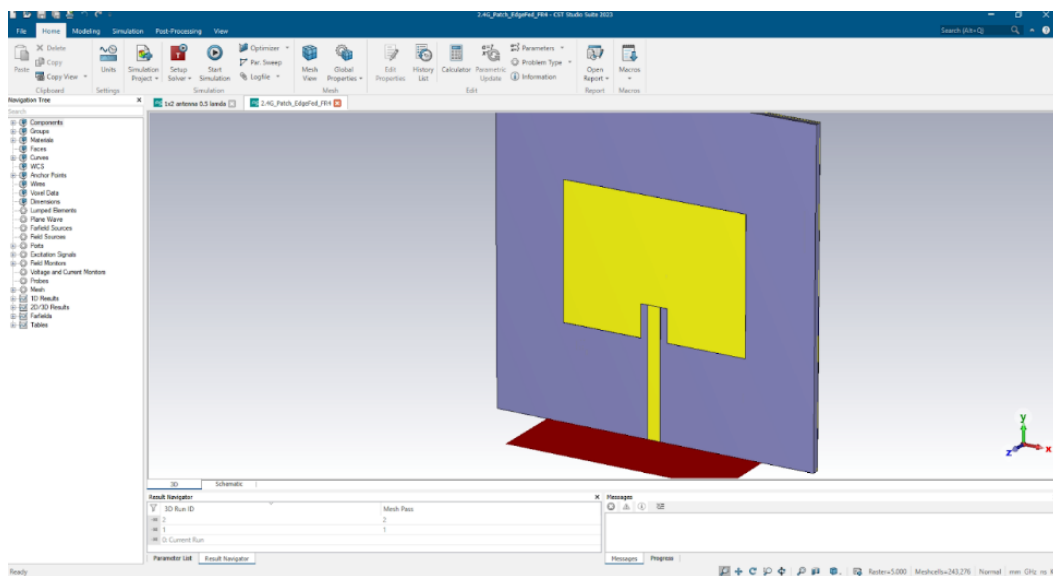 2.4G_Patch_EdgeFed_FR4 - CST Studio Suite 2023
File Home Modeling Simulation Post-Processing View Search (Alt+Q)
Paste Delete Copy Copy View Clipboard
Units Settings
Simulation Project Setup Solver Start Simulation Optimizer Par. Sweep Logfile Simulation
Mesh View Global Properties Mesh
Edit Properties History List Calculator Parametric Update Parameters Problem Type Information Edit
Open Report Report
Macros Macros
Navigation Tree
1x2 antenna 0.5 lamda 2.4G_Patch_EdgeFed_FR4
Search
Components
Groups
Materials
Faces
Curves
WCS
Anchor Points
Wires
Voxel Data
Dimensions
Lumped Elements
Plane Wave
Farfield Sources
Field Sources
Ports
Excitation Signals
Field Monitors
Voltage and Current Monitors
Probes
Mesh
1D Results
2D/3D Results
Farfields
Tables
y
z x
3D Schematic
Result Navigator Messages
3D Run ID Mesh Pass
2 2
1 1
0: Current Run
Parameter List Result Navigator Messages Progress
Ready Raster=5.000 Meshcells=243,276 Normal mm GHz ns